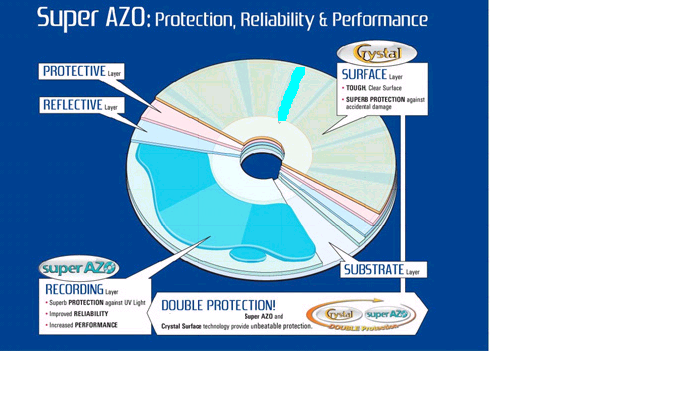 Super AZO: Protection, Reliability & Performance
Crystal
PROTECTIVE Layer
SURFACE Layer
• TOUGH, Clear Surface
• SUPERB PROTECTION against
accidental damage
REFLECTIVE Layer
super AZO
SUBSTRATE Layer
RECORDING Layer
• Superb PROTECTION against UV Light
• Improved RELIABILITY
• Increased PERFORMANCE
DOUBLE PROTECTION!
Super AZO and
Crystal Surface technology provide unbeatable protection.
Crystal super AZO
DOUBLE Protection